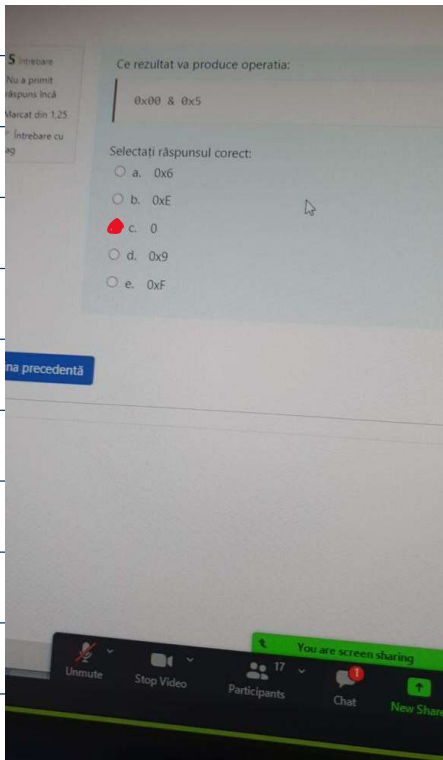 5 Întrebare
Nu a primit
răspuns încă
Marcat din 1,25
Întrebare cu
ag
Ce rezultat va produce operatia:
0x00 & 0x5
Selectați răspunsul corect:
a. 0x6
b. 0xE
c. 0
d. 0x9
e. 0xF
na precedentă
You are screen sharing
Unmute
Stop Video
17
Participants
1
Chat
New Shar